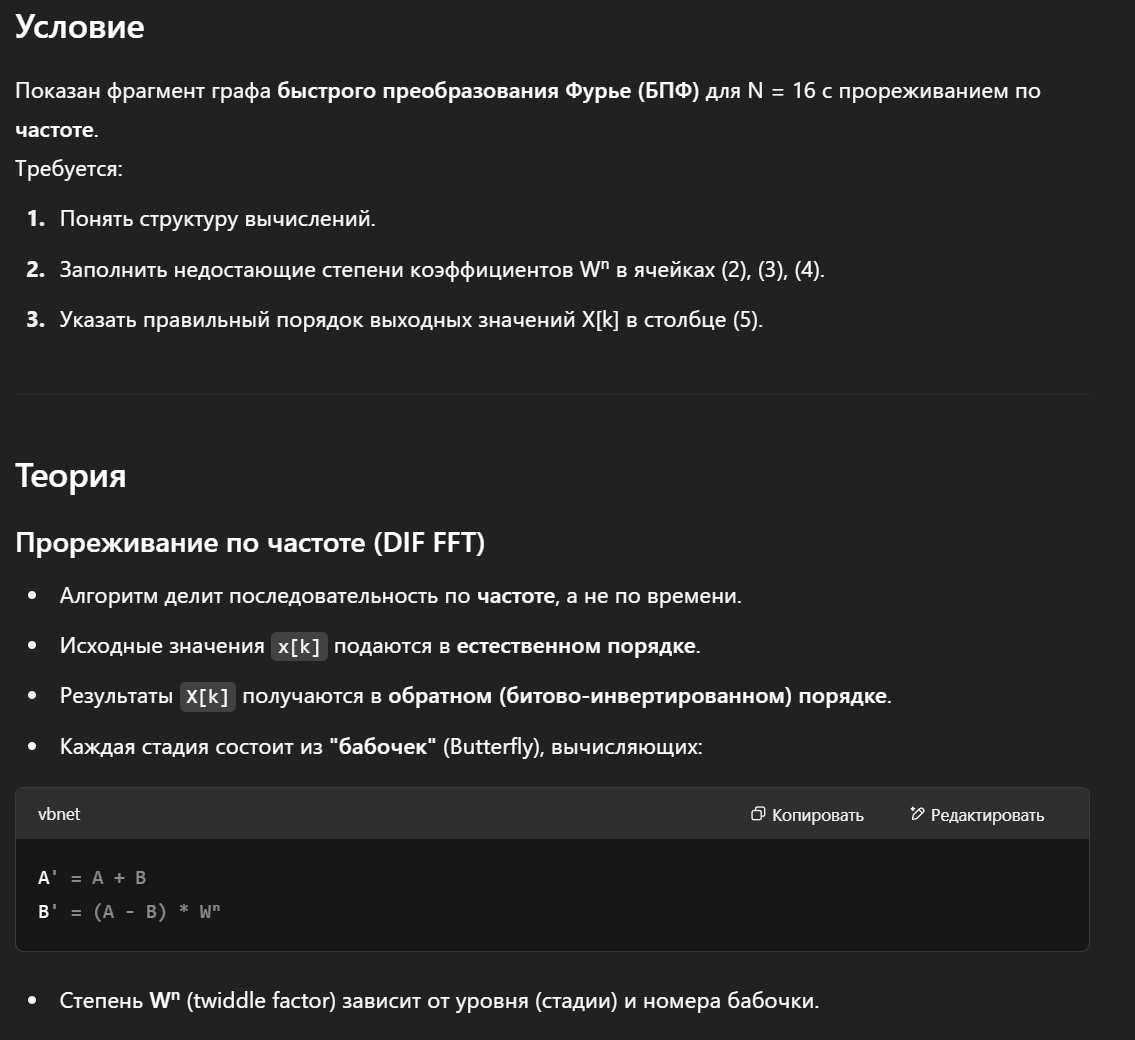 Условие
Показан фрагмент графа быстрого преобразования Фурье (БПФ) для N = 16 с прореживанием по
частоте.
Требуется:
1. Понять структуру вычислений.
2. Заполнить недостающие степени коэффициентов Wⁿ в ячейках (2), (3), (4).
3. Указать правильный порядок выходных значений X[k] в столбце (5).
Теория
Прореживание по частоте (DIF FFT)
• Алгоритм делит последовательность по частоте, а не по времени.
• Исходные значения x[k] подаются в естественном порядке.
• Результаты X[k] получаются в обратном (битово-инвертированном) порядке.
• Каждая стадия состоит из "бабочек" (Butterfly), вычисляющих:
vbnet Копировать Редактировать
A' = A + B
B' = (A - B) * Wⁿ
• Степень Wⁿ (twiddle factor) зависит от уровня (стадии) и номера бабочки.